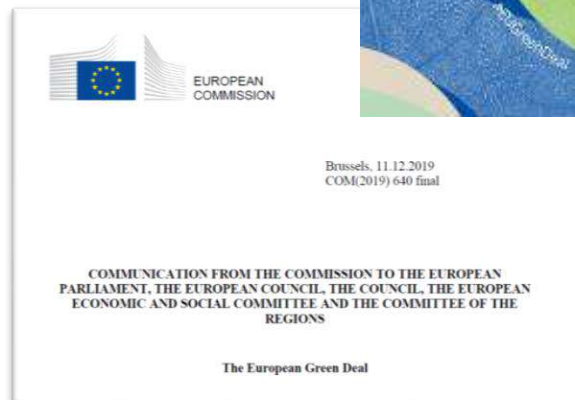 #EUGreenDeal
EUROPEAN
COMMISSION
Brussels, 11.12.2019
COM(2019) 640 final
COMMUNICATION FROM THE COMMISSION TO THE EUROPEAN
PARLIAMENT, THE EUROPEAN COUNCIL, THE COUNCIL, THE EUROPEAN
ECONOMIC AND SOCIAL COMMITTEE AND THE COMMITTEE OF THE
REGIONS
The European Green Deal